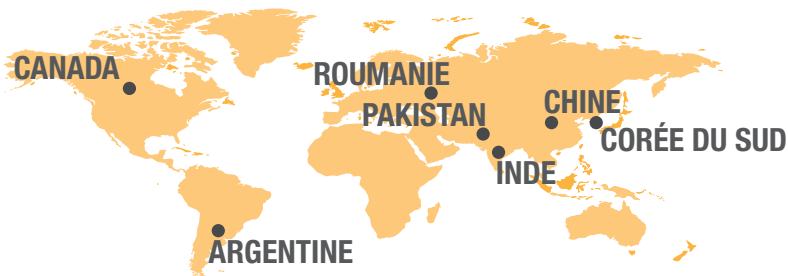 CANADA
ROUMANIE
PAKISTAN
CHINE
CORÉE DU SUD
INDE
ARGENTINE